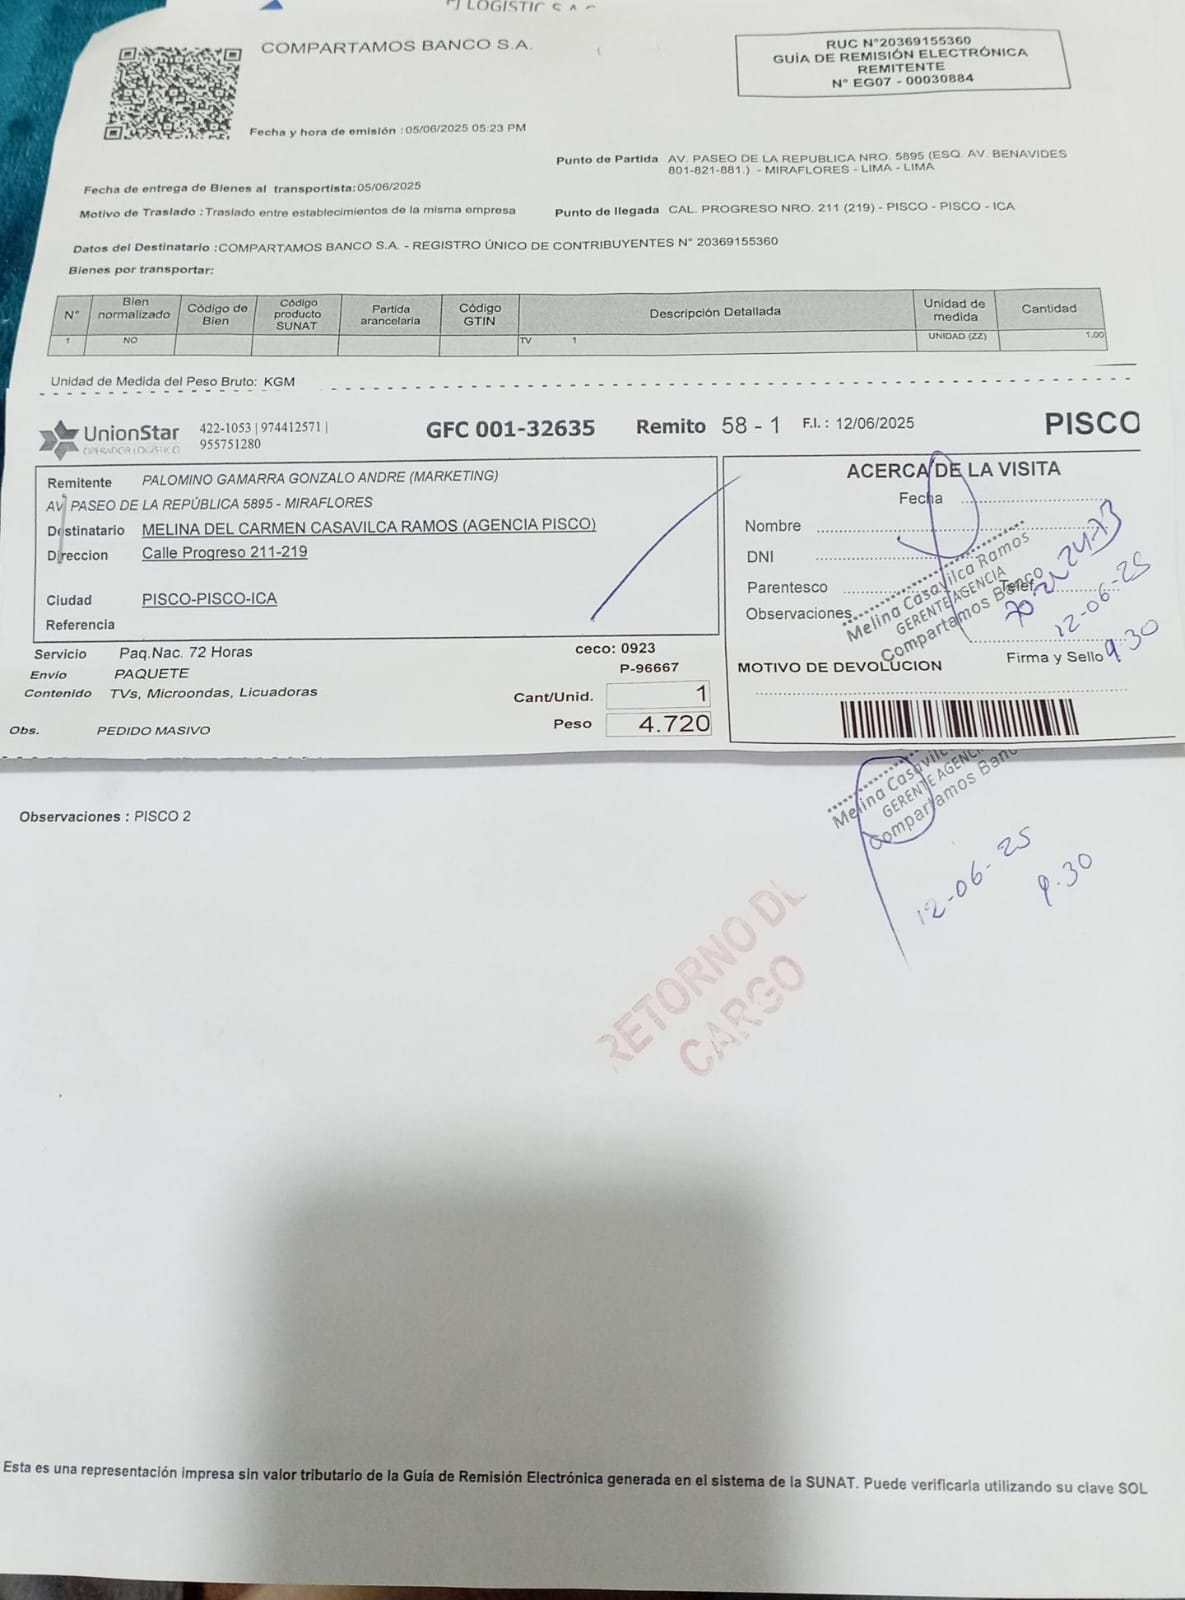 LOGISTIC S.A.C.
COMPARTAMOS BANCO S.A.
RUC N°20369155360
GUÍA DE REMISIÓN ELECTRÓNICA
REMITENTE
N° EG07 - 00030884
Fecha y hora de emisión : 05/06/2025 05:23 PM
Punto de Partida AV. PASEO DE LA REPUBLICA NRO. 5895 (ESQ. AV. BENAVIDES
801-821-881.) - MIRAFLORES - LIMA - LIMA
Fecha de entrega de Bienes al transportista: 05/06/2025
Motivo de Traslado : Traslado entre establecimientos de la misma empresa
Punto de llegada CAL. PROGRESO NRO. 211 (219) - PISCO - PISCO - ICA
Datos del Destinatario : COMPARTAMOS BANCO S.A. - REGISTRO ÚNICO DE CONTRIBUYENTES N° 20369155360
Bienes por transportar:
N° Bien normalizado Código de Bien Código producto SUNAT Partida arancelaria Código GTIN Descripción Detallada Unidad de medida Cantidad
1 NO TV 1 UNIDAD (ZZ) 1.00
Unidad de Medida del Peso Bruto: KGM
UnionStar
OPERADOR LOGÍSTICO
422-1053 | 974412571 |
955751280
GFC 001-32635 Remito 58 - 1 F.I.: 12/06/2025 PISCO
Remitente PALOMINO GAMARRA GONZALO ANDRE (MARKETING)
AV PASEO DE LA REPÚBLICA 5895 - MIRAFLORES
Destinatario MELINA DEL CARMEN CASAVILCA RAMOS (AGENCIA PISCO)
Direccion Calle Progreso 211-219
Ciudad PISCO-PISCO-ICA
Referencia
Servicio Paq.Nac. 72 Horas
Envío PAQUETE
Contenido TVs, Microondas, Licuadoras
Obs. PEDIDO MASIVO
ceco: 0923
P-96667
Cant/Unid. 1
Peso 4.720
ACERCA DE LA VISITA
Fecha
Nombre
DNI
Parentesco
Telef.
Observaciones
Melina Casavilca Ramos
GERENTE AGENCIA
Compartamos Banco
12-06-25
9.30
Firma y Sello
MOTIVO DE DEVOLUCION
Melina Casavil
GERENTE AGENCI
Compartamos Banc
12-06-25
9.30
Observaciones : PISCO 2
RETORNO DE
CARGO
Esta es una representación impresa sin valor tributario de la Guía de Remisión Electrónica generada en el sistema de la SUNAT. Puede verificarla utilizando su clave SOL